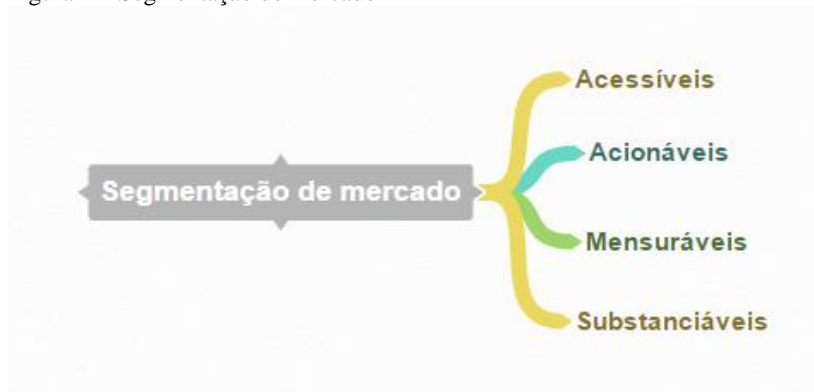 Segmentação de mercado
Acessíveis
Acionáveis
Mensuráveis
Substanciáveis